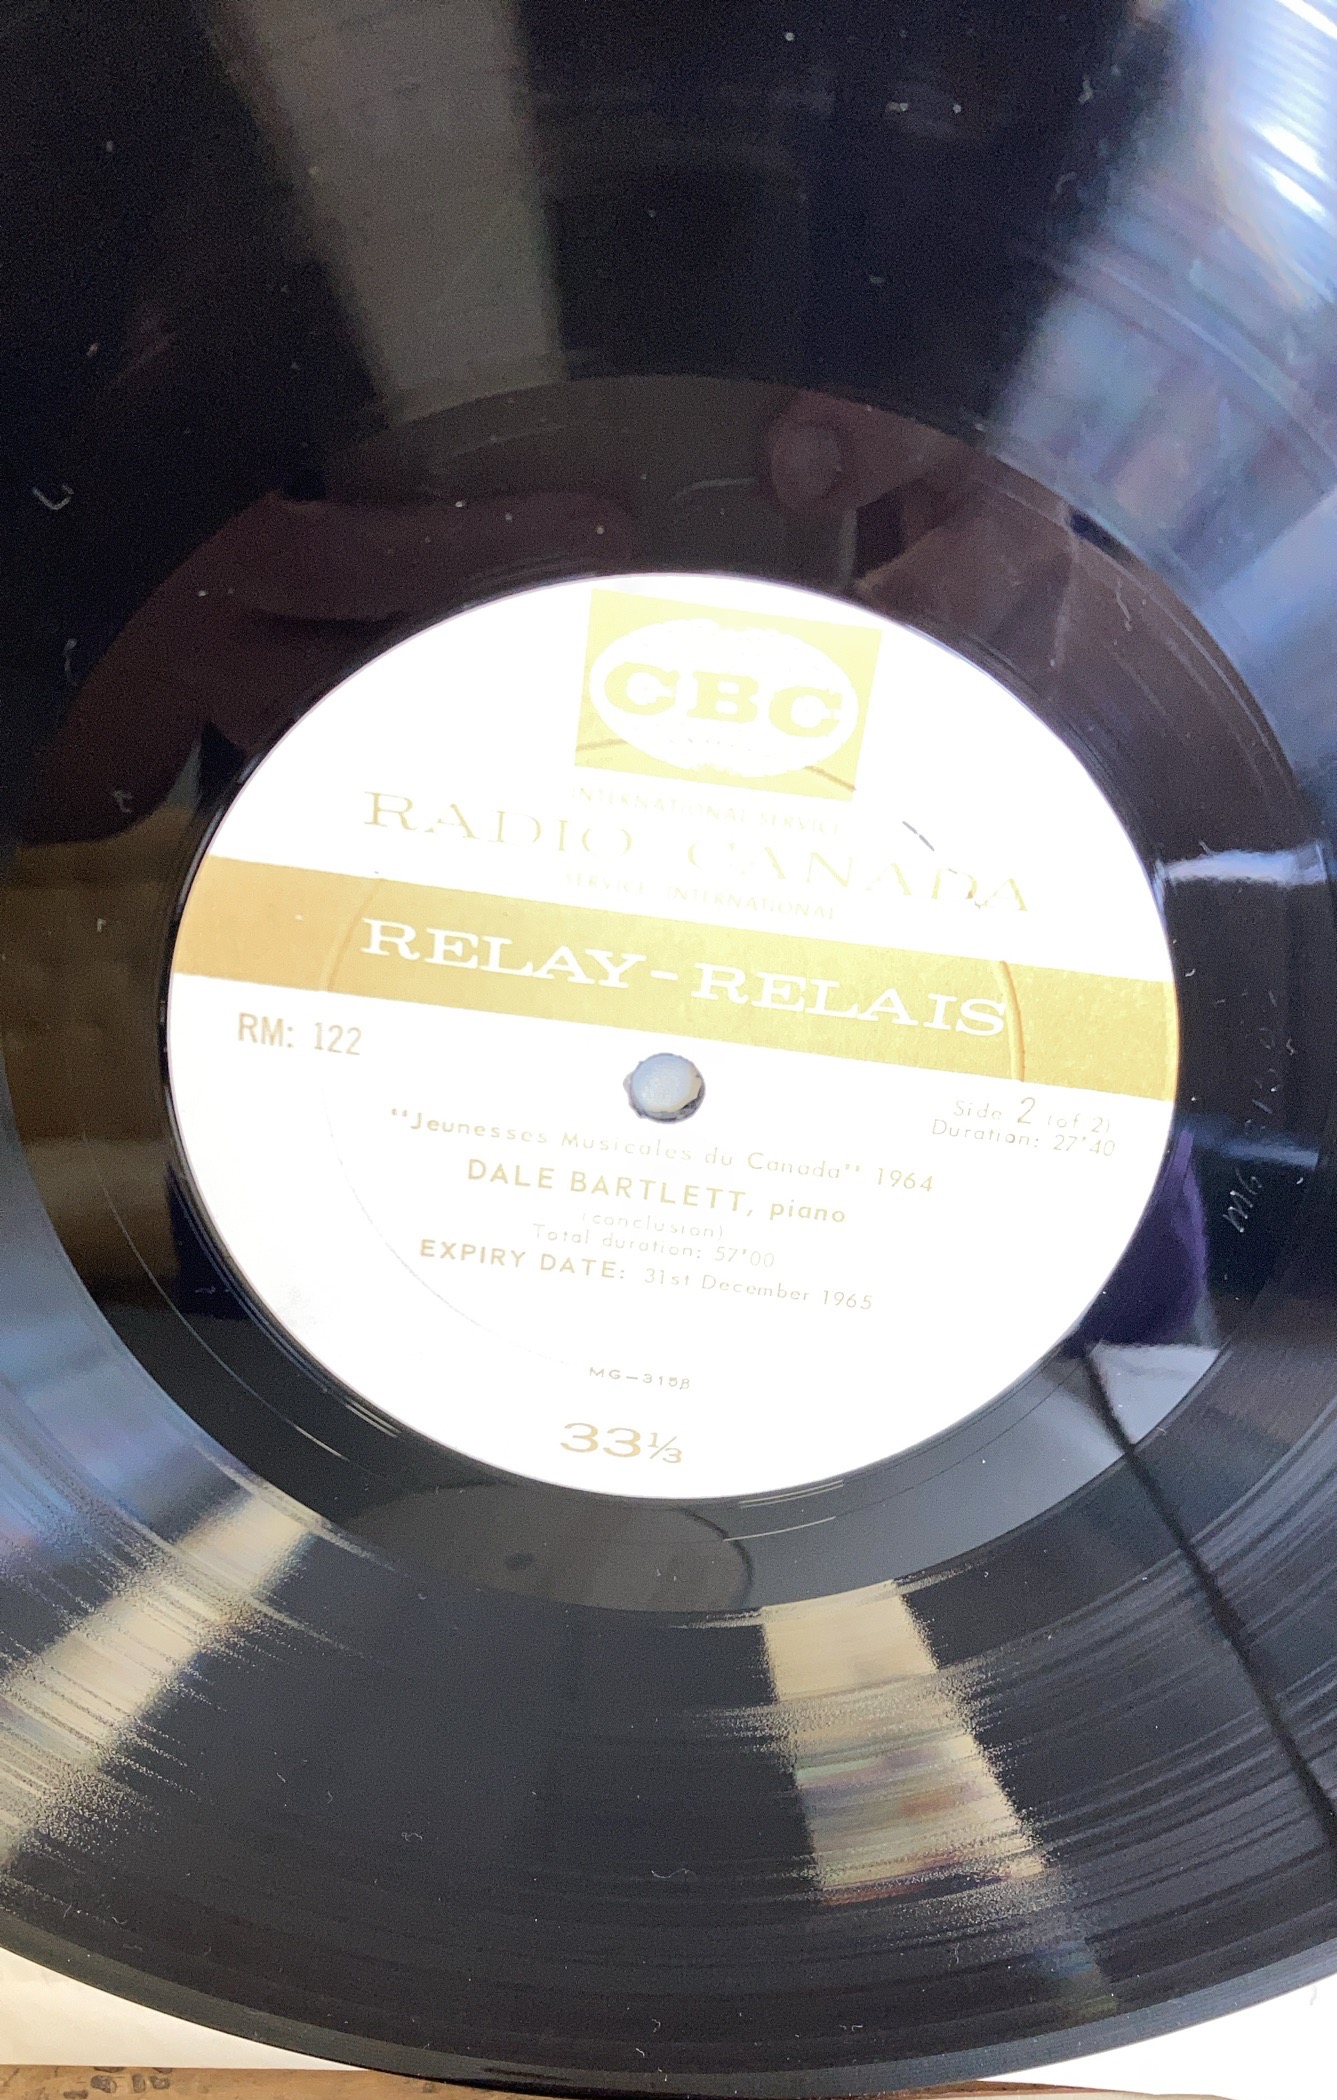 CBC
INTERNATIONAL SERVICE
RADIO CANADA
SERVICE INTERNATIONAL
RELAY-RELAIS
RM: 122
Side 2 (of 2)
Duration: 27'40
"Jeunesses Musicales du Canada" 1964
DALE BARTLETT, piano
(conclusion)
Total duration: 57'00
EXPIRY DATE: 31st December 1965
33⅓